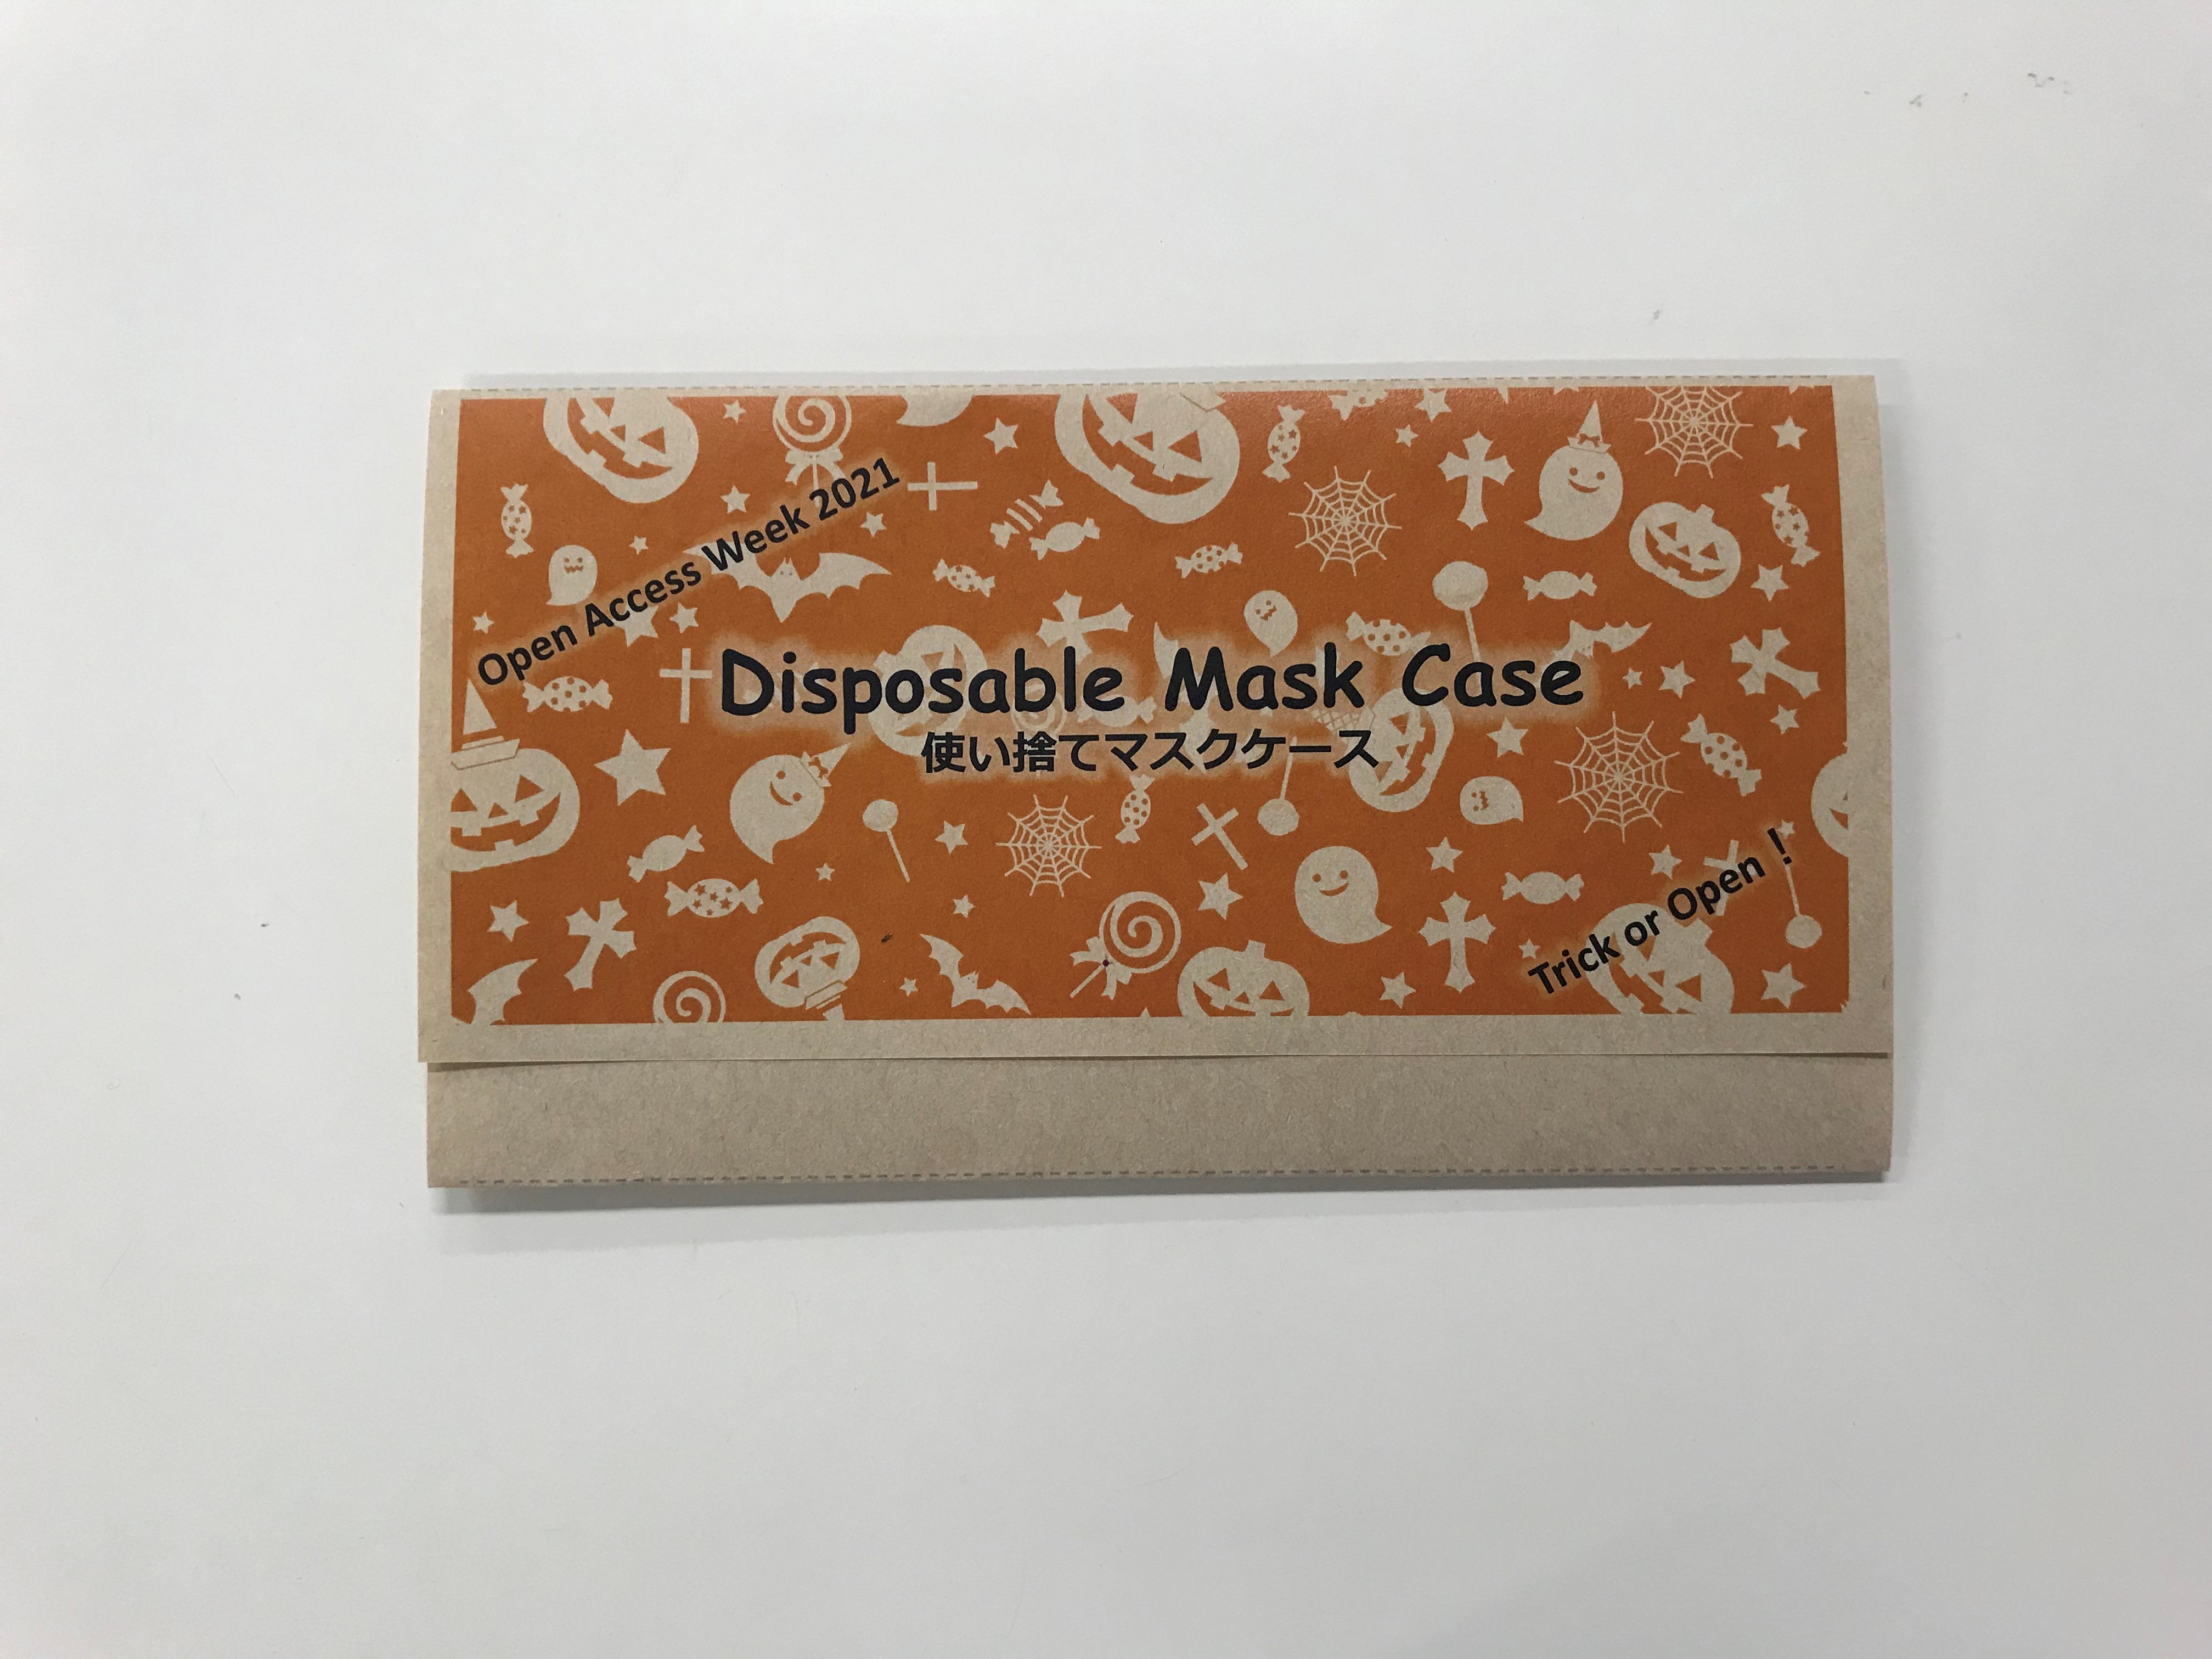 Open Access Week 2021
Disposable Mask Case
使い捨てマスクケース
Trick or Open！